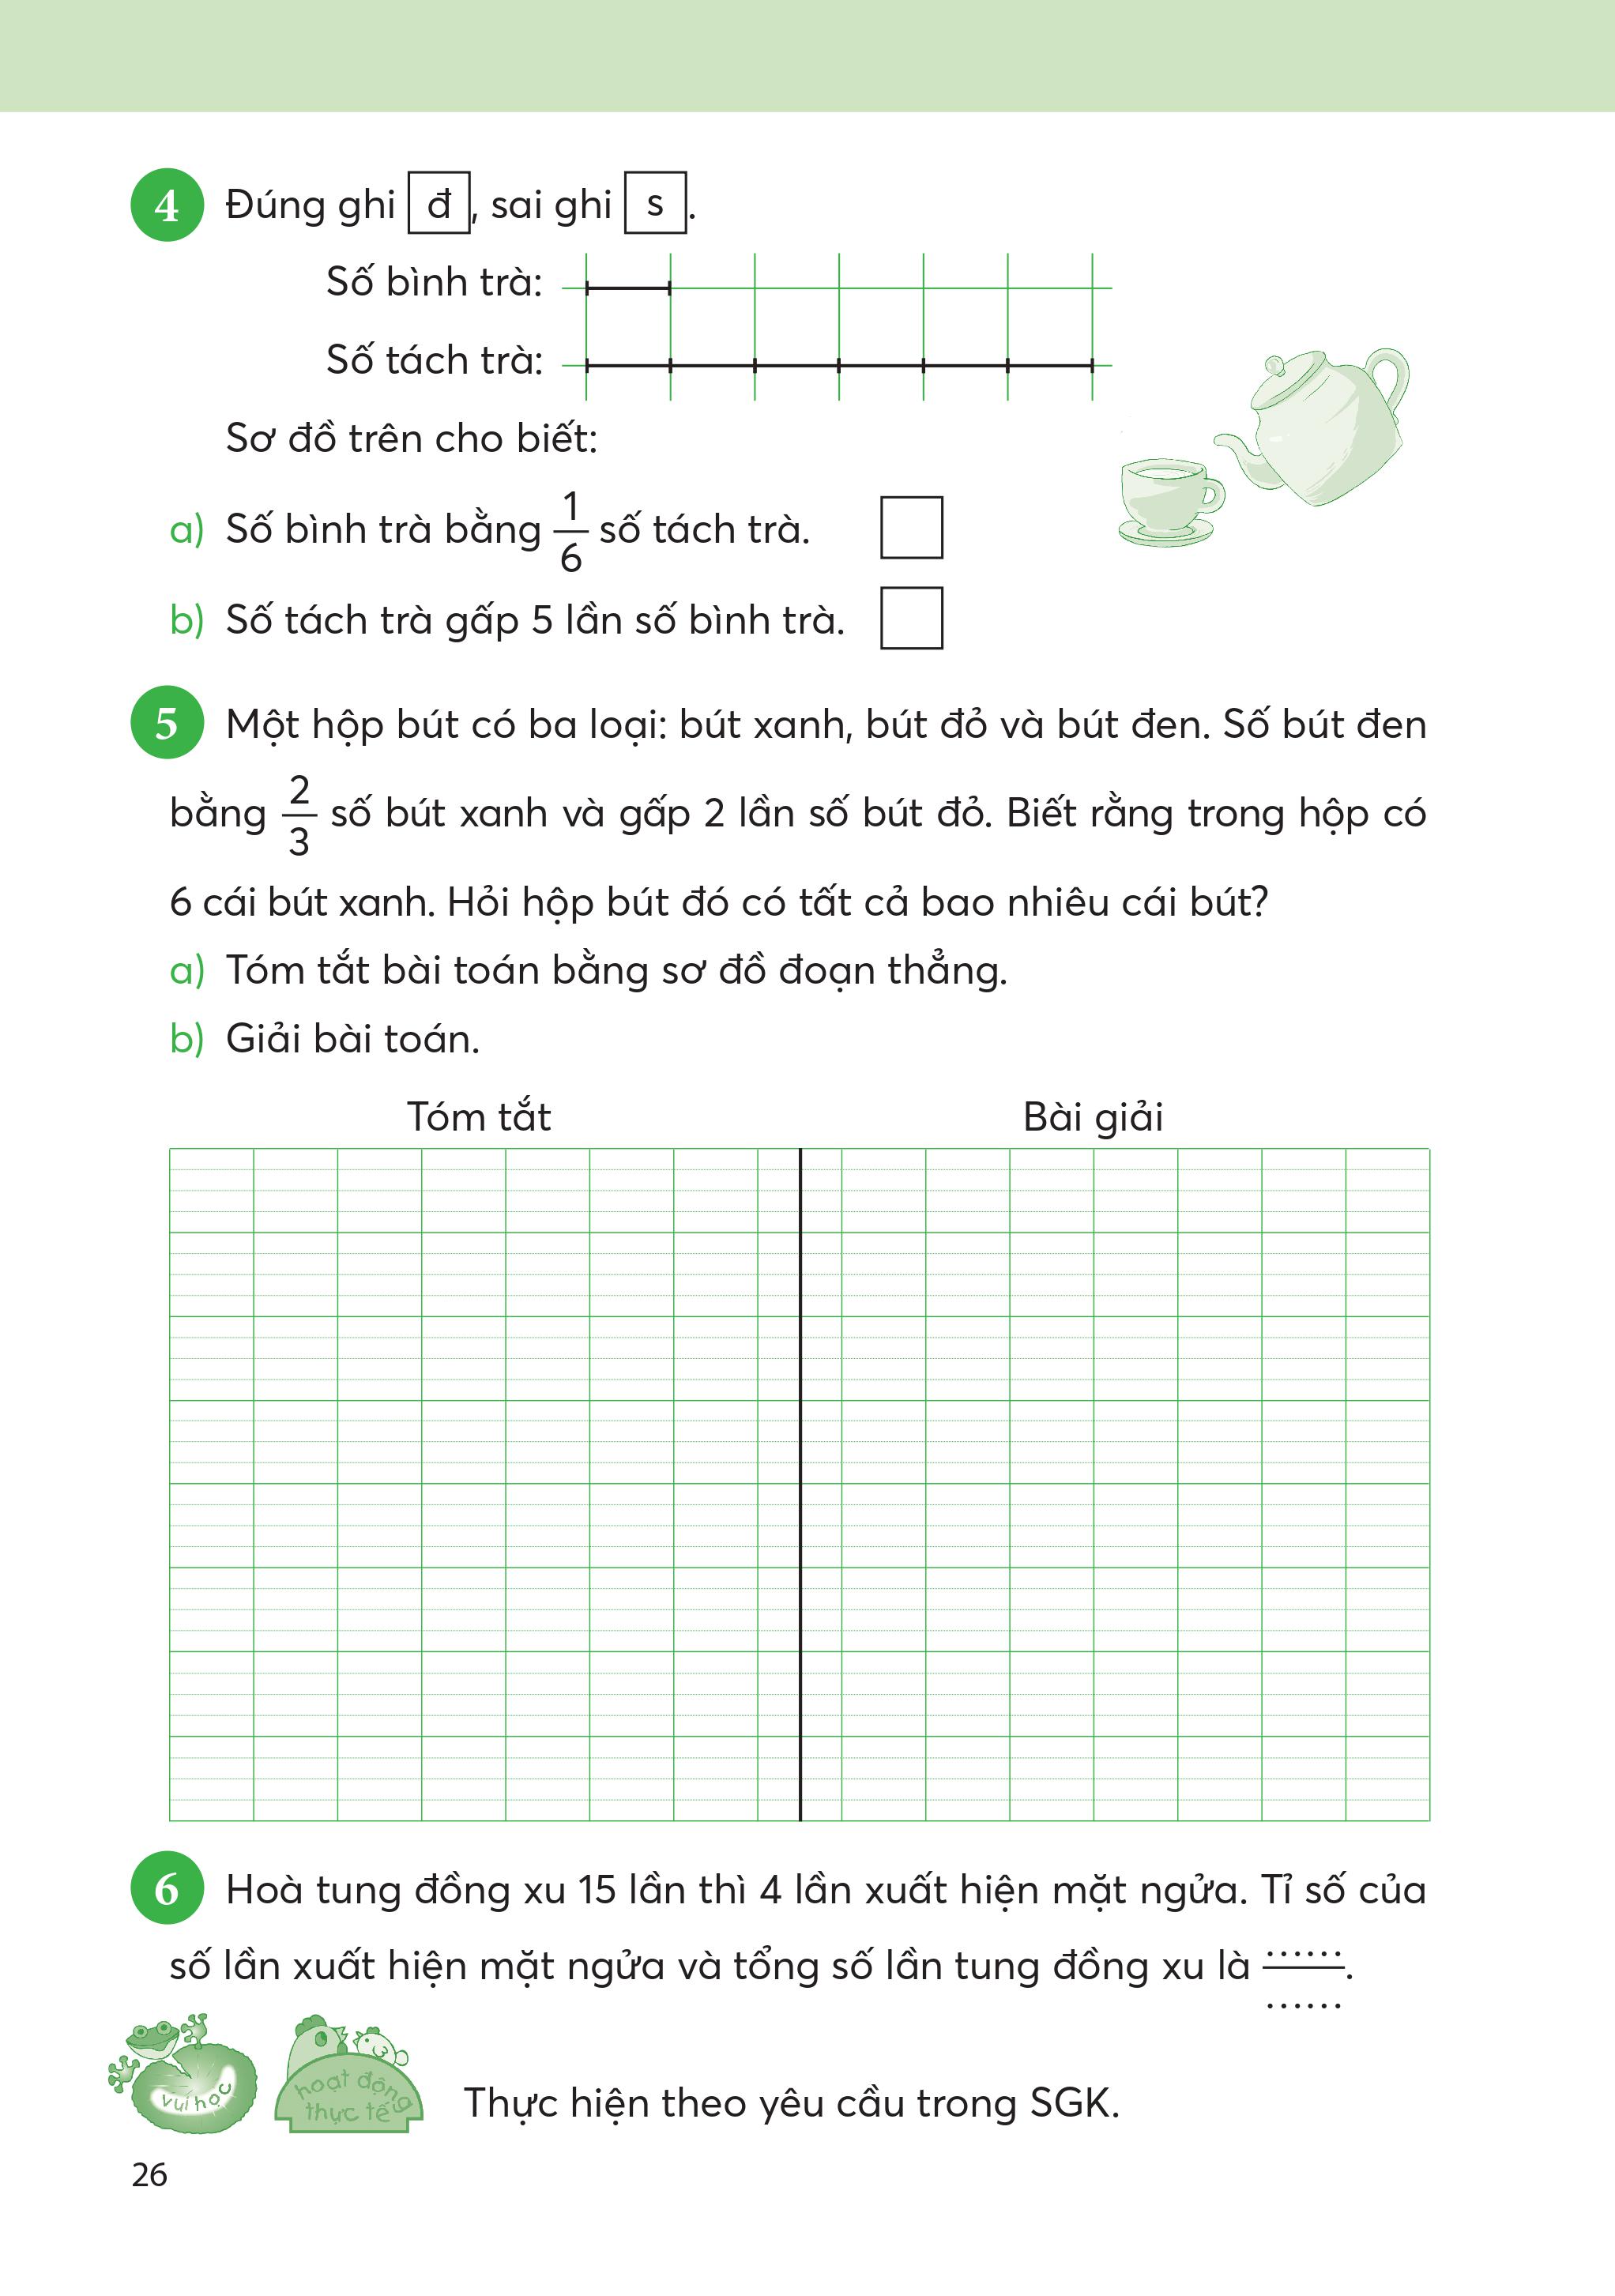 4 Đúng ghi đ, sai ghi s.
Số bình trà:
Số tách trà:
Sơ đồ trên cho biết:
a) Số bình trà bằng 1/6 số tách trà.
b) Số tách trà gấp 5 lần số bình trà.
5 Một hộp bút có ba loại: bút xanh, bút đỏ và bút đen. Số bút đen
bằng 2/3 số bút xanh và gấp 2 lần số bút đỏ. Biết rằng trong hộp có
6 cái bút xanh. Hỏi hộp bút đó có tất cả bao nhiêu cái bút?
a) Tóm tắt bài toán bằng sơ đồ đoạn thẳng.
b) Giải bài toán.
Tóm tắt Bài giải
6 Hoà tung đồng xu 15 lần thì 4 lần xuất hiện mặt ngửa. Tỉ số của
số lần xuất hiện mặt ngửa và tổng số lần tung đồng xu là ....../.......
vui học
hoạt động
thực tế
Thực hiện theo yêu cầu trong SGK.
26